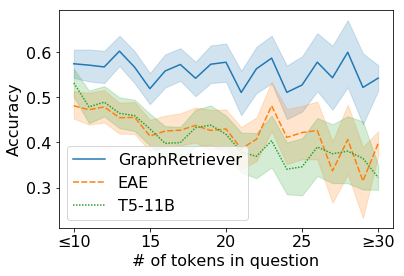 0.6
0.5
0.4
0.3
Accuracy
GraphRetriever
EAE
T5-11B
≤10 15 20 25 ≥30
# of tokens in question